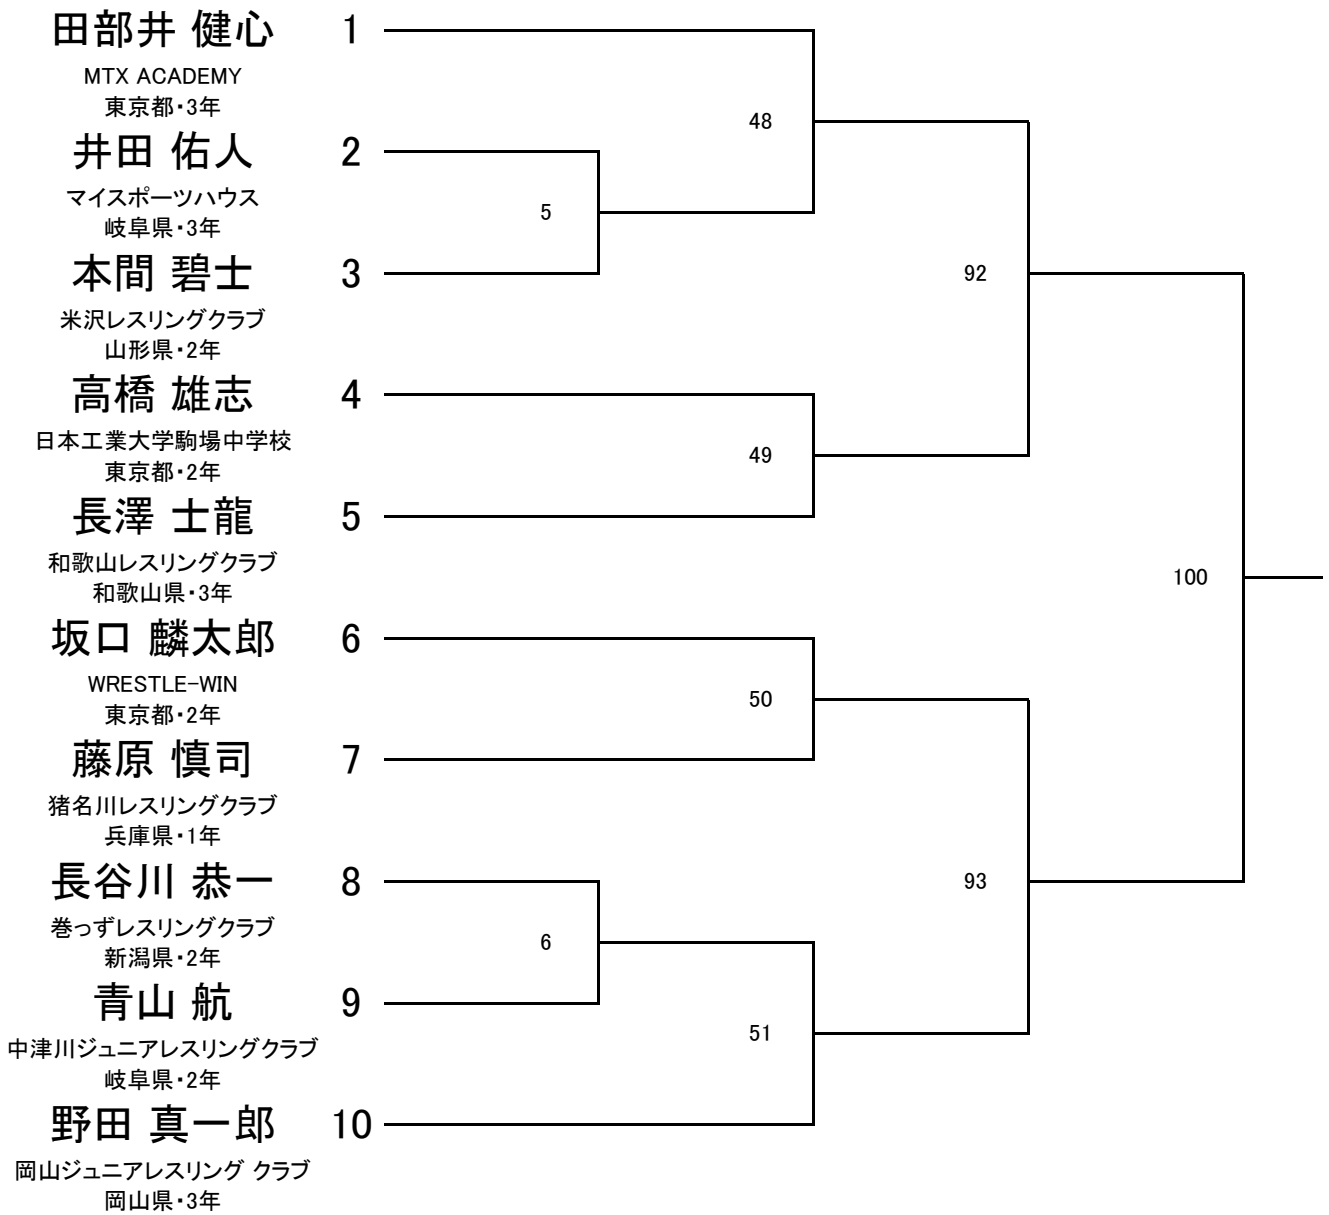 田部井 健心 1
MTX ACADEMY
東京都・3年
48
井田 佑人 2
マイスポーツハウス
岐阜県・3年
5
本間 碧士 3
92
米沢レスリングクラブ
山形県・2年
高橋 雄志 4
日本工業大学駒場中学校
49
東京都・2年
長澤 士龍 5
和歌山レスリングクラブ
和歌山県・3年
100
坂口 麟太郎 6
WRESTLE-WIN
東京都・2年
50
藤原 慎司 7
猪名川レスリングクラブ
兵庫県・1年
長谷川 恭一 8
93
巻っずレスリングクラブ
新潟県・2年
6
青山 航 9
中津川ジュニアレスリングクラブ
岐阜県・2年
51
野田 真一郎 10
岡山ジュニアレスリング クラブ
岡山県・3年